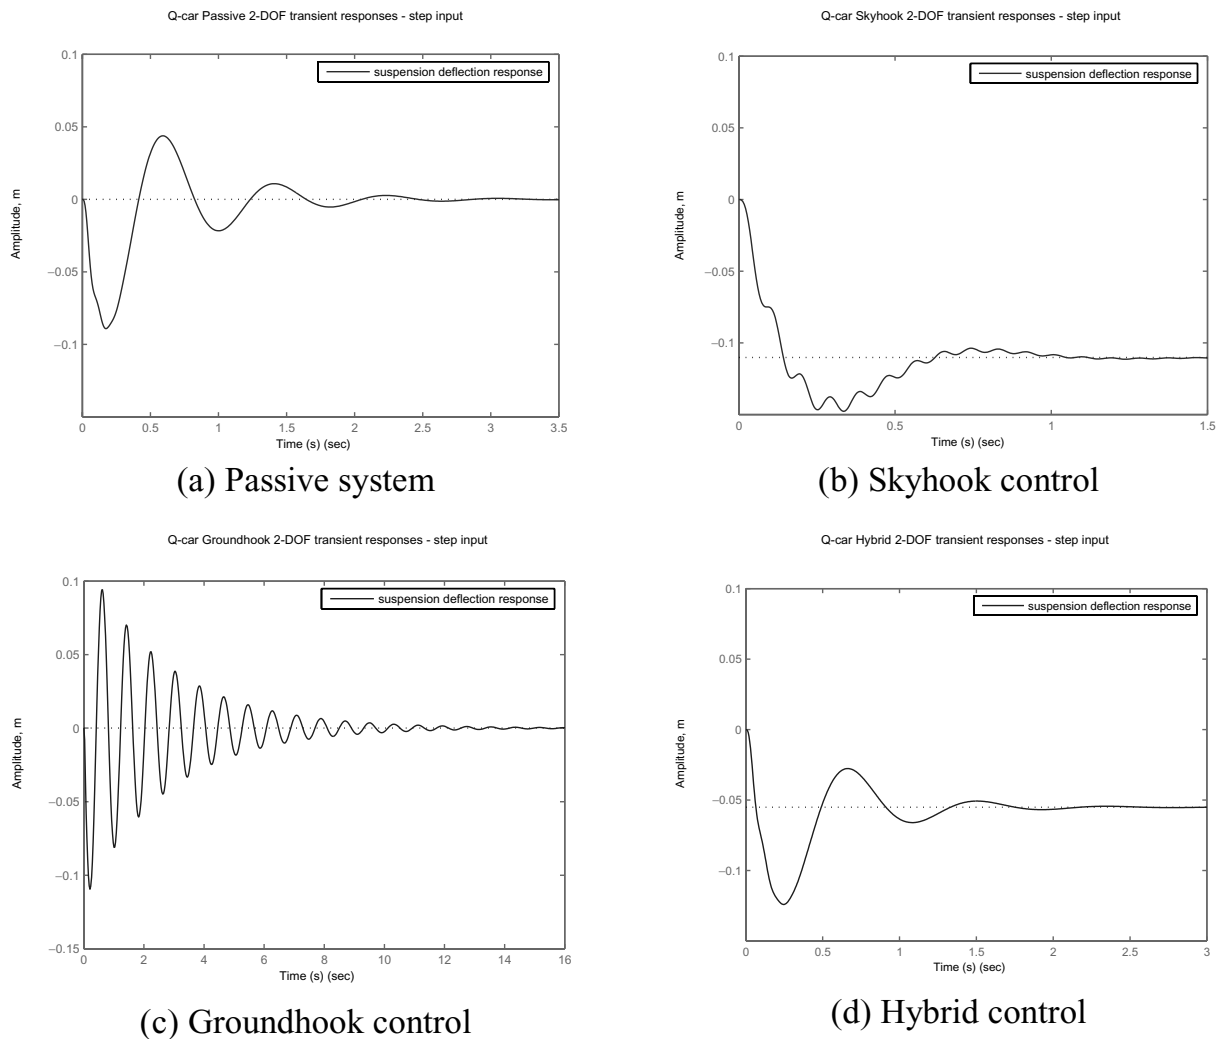 Q-car Passive 2-DOF transient responses - step input
0.1
suspension deflection response
0.05
0
−0.05
−0.1
Amplitude, m
0 0.5 1 1.5 2 2.5 3 3.5
Time (s) (sec)
(a) Passive system
Q-car Skyhook 2-DOF transient responses - step input
0.1
suspension deflection response
0.05
0
−0.05
−0.1
Amplitude, m
0 0.5 1 1.5
Time (s) (sec)
(b) Skyhook control
Q-car Groundhook 2-DOF transient responses - step input
0.1
suspension deflection response
0.05
0
−0.05
−0.1
−0.15
Amplitude, m
0 2 4 6 8 10 12 14 16
Time (s) (sec)
(c) Groundhook control
Q-car Hybrid 2-DOF transient responses - step input
0.1
suspension deflection response
0.05
0
−0.05
−0.1
Amplitude, m
0 0.5 1 1.5 2 2.5 3
Time (s) (sec)
(d) Hybrid control